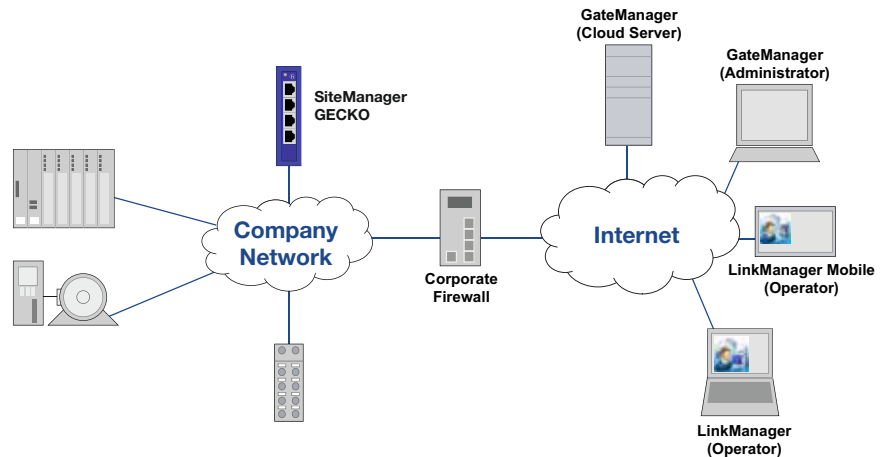 GateManager
(Cloud Server)
GateManager
(Administrator)
SiteManager
GECKO
Company
Network
Internet
Corporate
Firewall
LinkManager Mobile
(Operator)
LinkManager
(Operator)